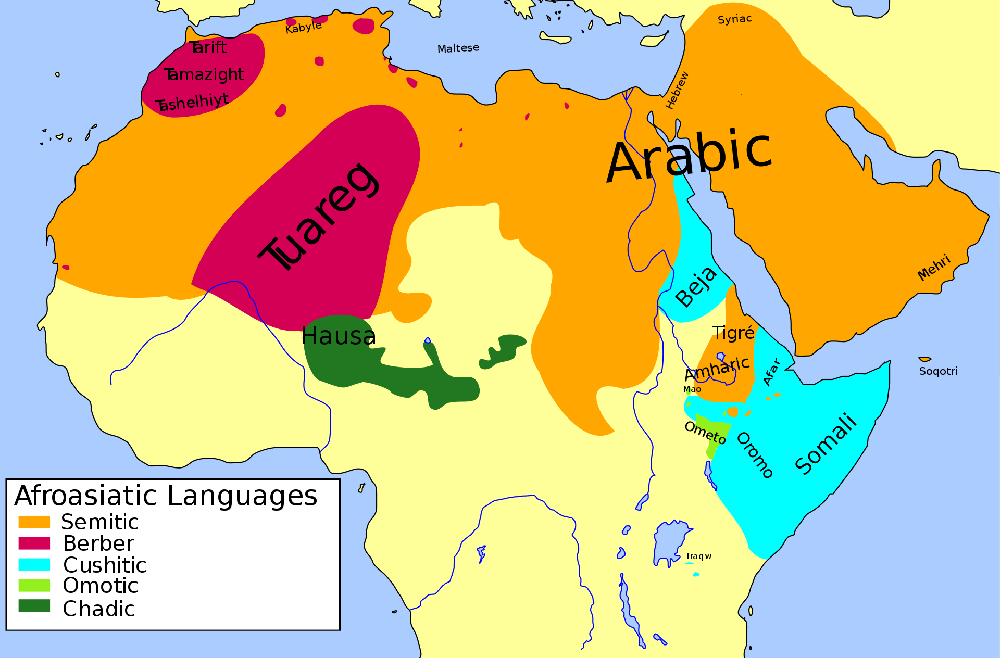 Syriac
Kabyle
Tarift
Maltese
Tamazight
Hebrew
Tashelhiyt
Arabic
Tuareg
Mehri
Beja
Hausa
Tigré
Amharic
Afar
Soqotri
Mao
Ometo
Oromo
Somali
Iraqw
Afroasiatic Languages
Semitic
Berber
Cushitic
Omotic
Chadic